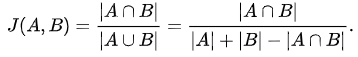 J(A, B) = |A ∩ B| / |A ∪ B| = |A ∩ B| / (|A| + |B| − |A ∩ B|).